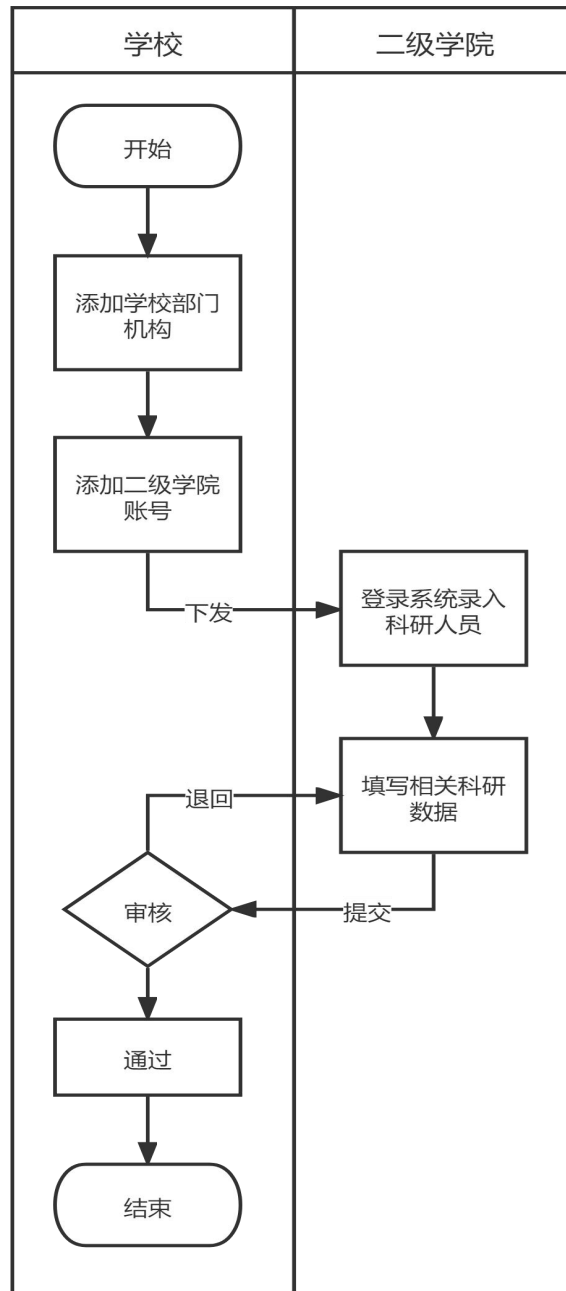 学校
二级学院
开始
添加学校部门
机构
添加二级学院
账号
下发
登录系统录入
科研人员
填写相关科研
数据
退回
审核
提交
通过
结束